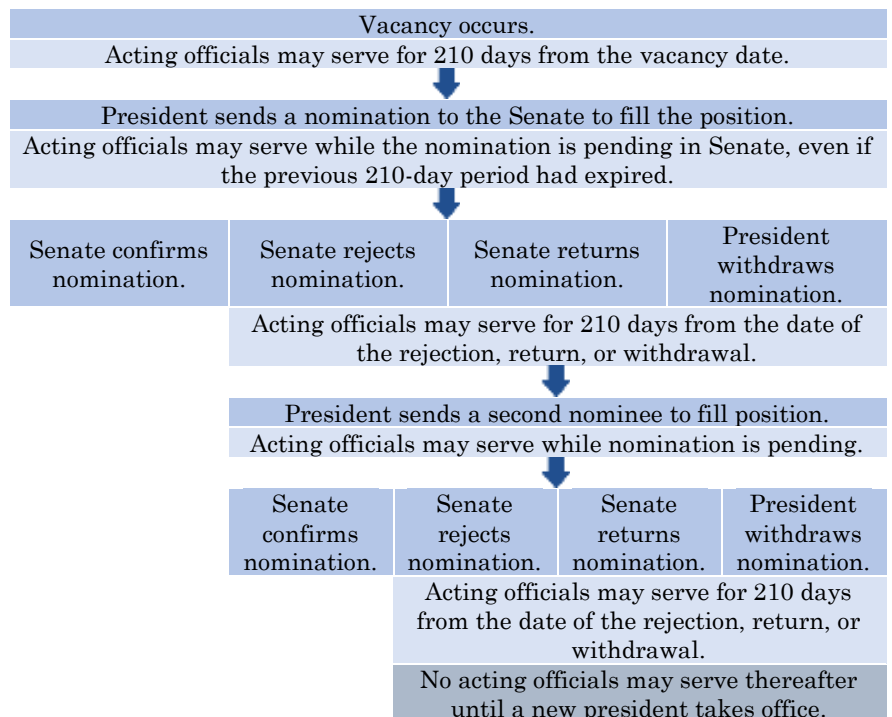 Vacancy occurs.
Acting officials may serve for 210 days from the vacancy date.
President sends a nomination to the Senate to fill the position.
Acting officials may serve while the nomination is pending in Senate, even if
the previous 210-day period had expired.
Senate confirms
nomination.
Senate rejects
nomination.
Senate returns
nomination.
President
withdraws
nomination.
Acting officials may serve for 210 days from the date of
the rejection, return, or withdrawal.
President sends a second nominee to fill position.
Acting officials may serve while nomination is pending.
Senate
confirms
nomination.
Senate
rejects
nomination.
Senate
returns
nomination.
President
withdraws
nomination.
Acting officials may serve for 210 days
from the date of the rejection, return, or
withdrawal.
No acting officials may serve thereafter
until a new president takes office.